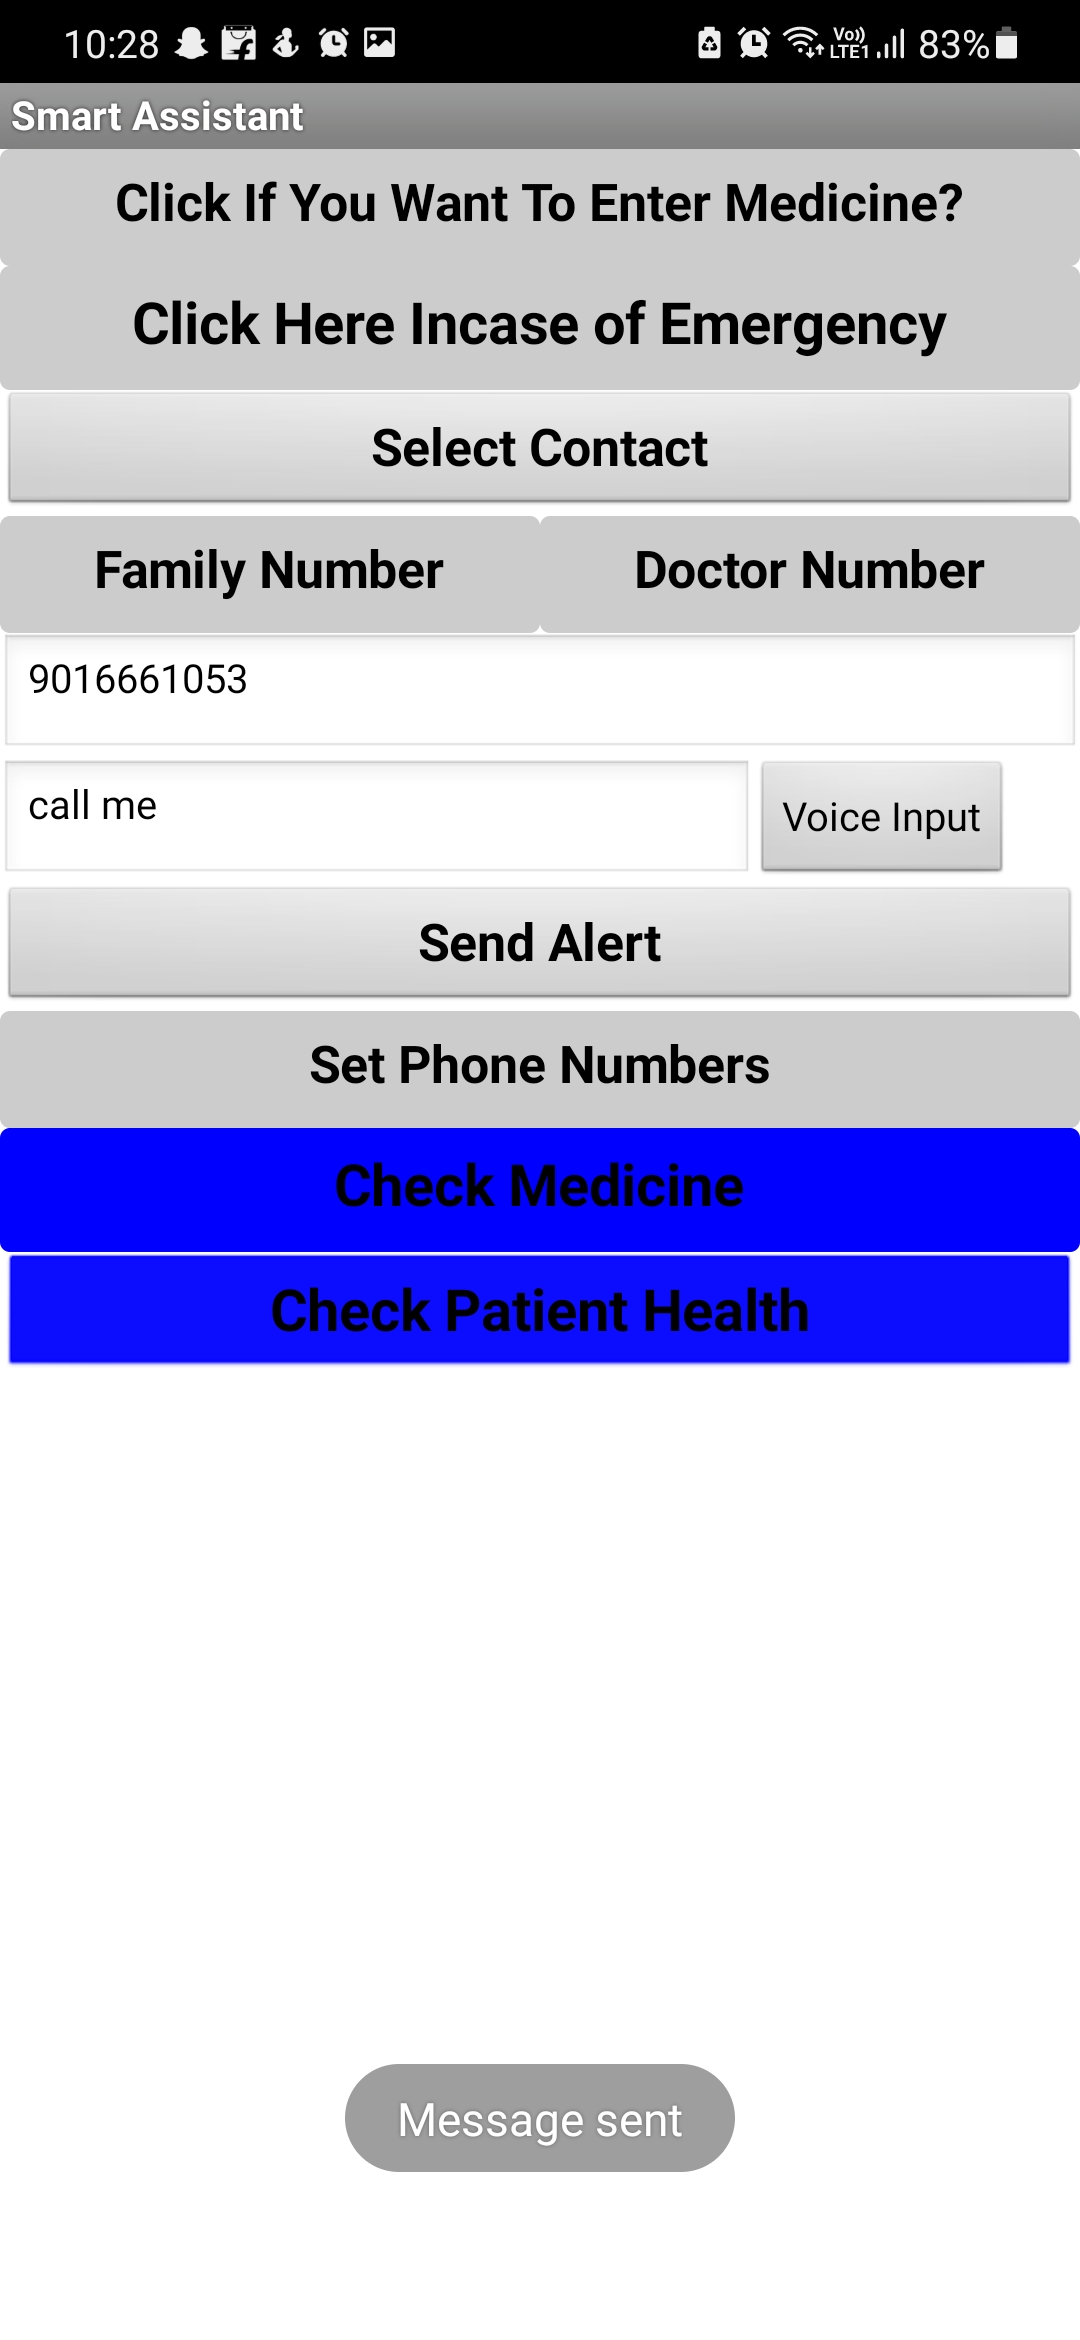 10:28 Vo)) LTE1 83%
Smart Assistant
Click If You Want To Enter Medicine?
Click Here Incase of Emergency
Select Contact
Family Number Doctor Number
9016661053
call me Voice Input
Send Alert
Set Phone Numbers
Check Medicine
Check Patient Health
Message sent